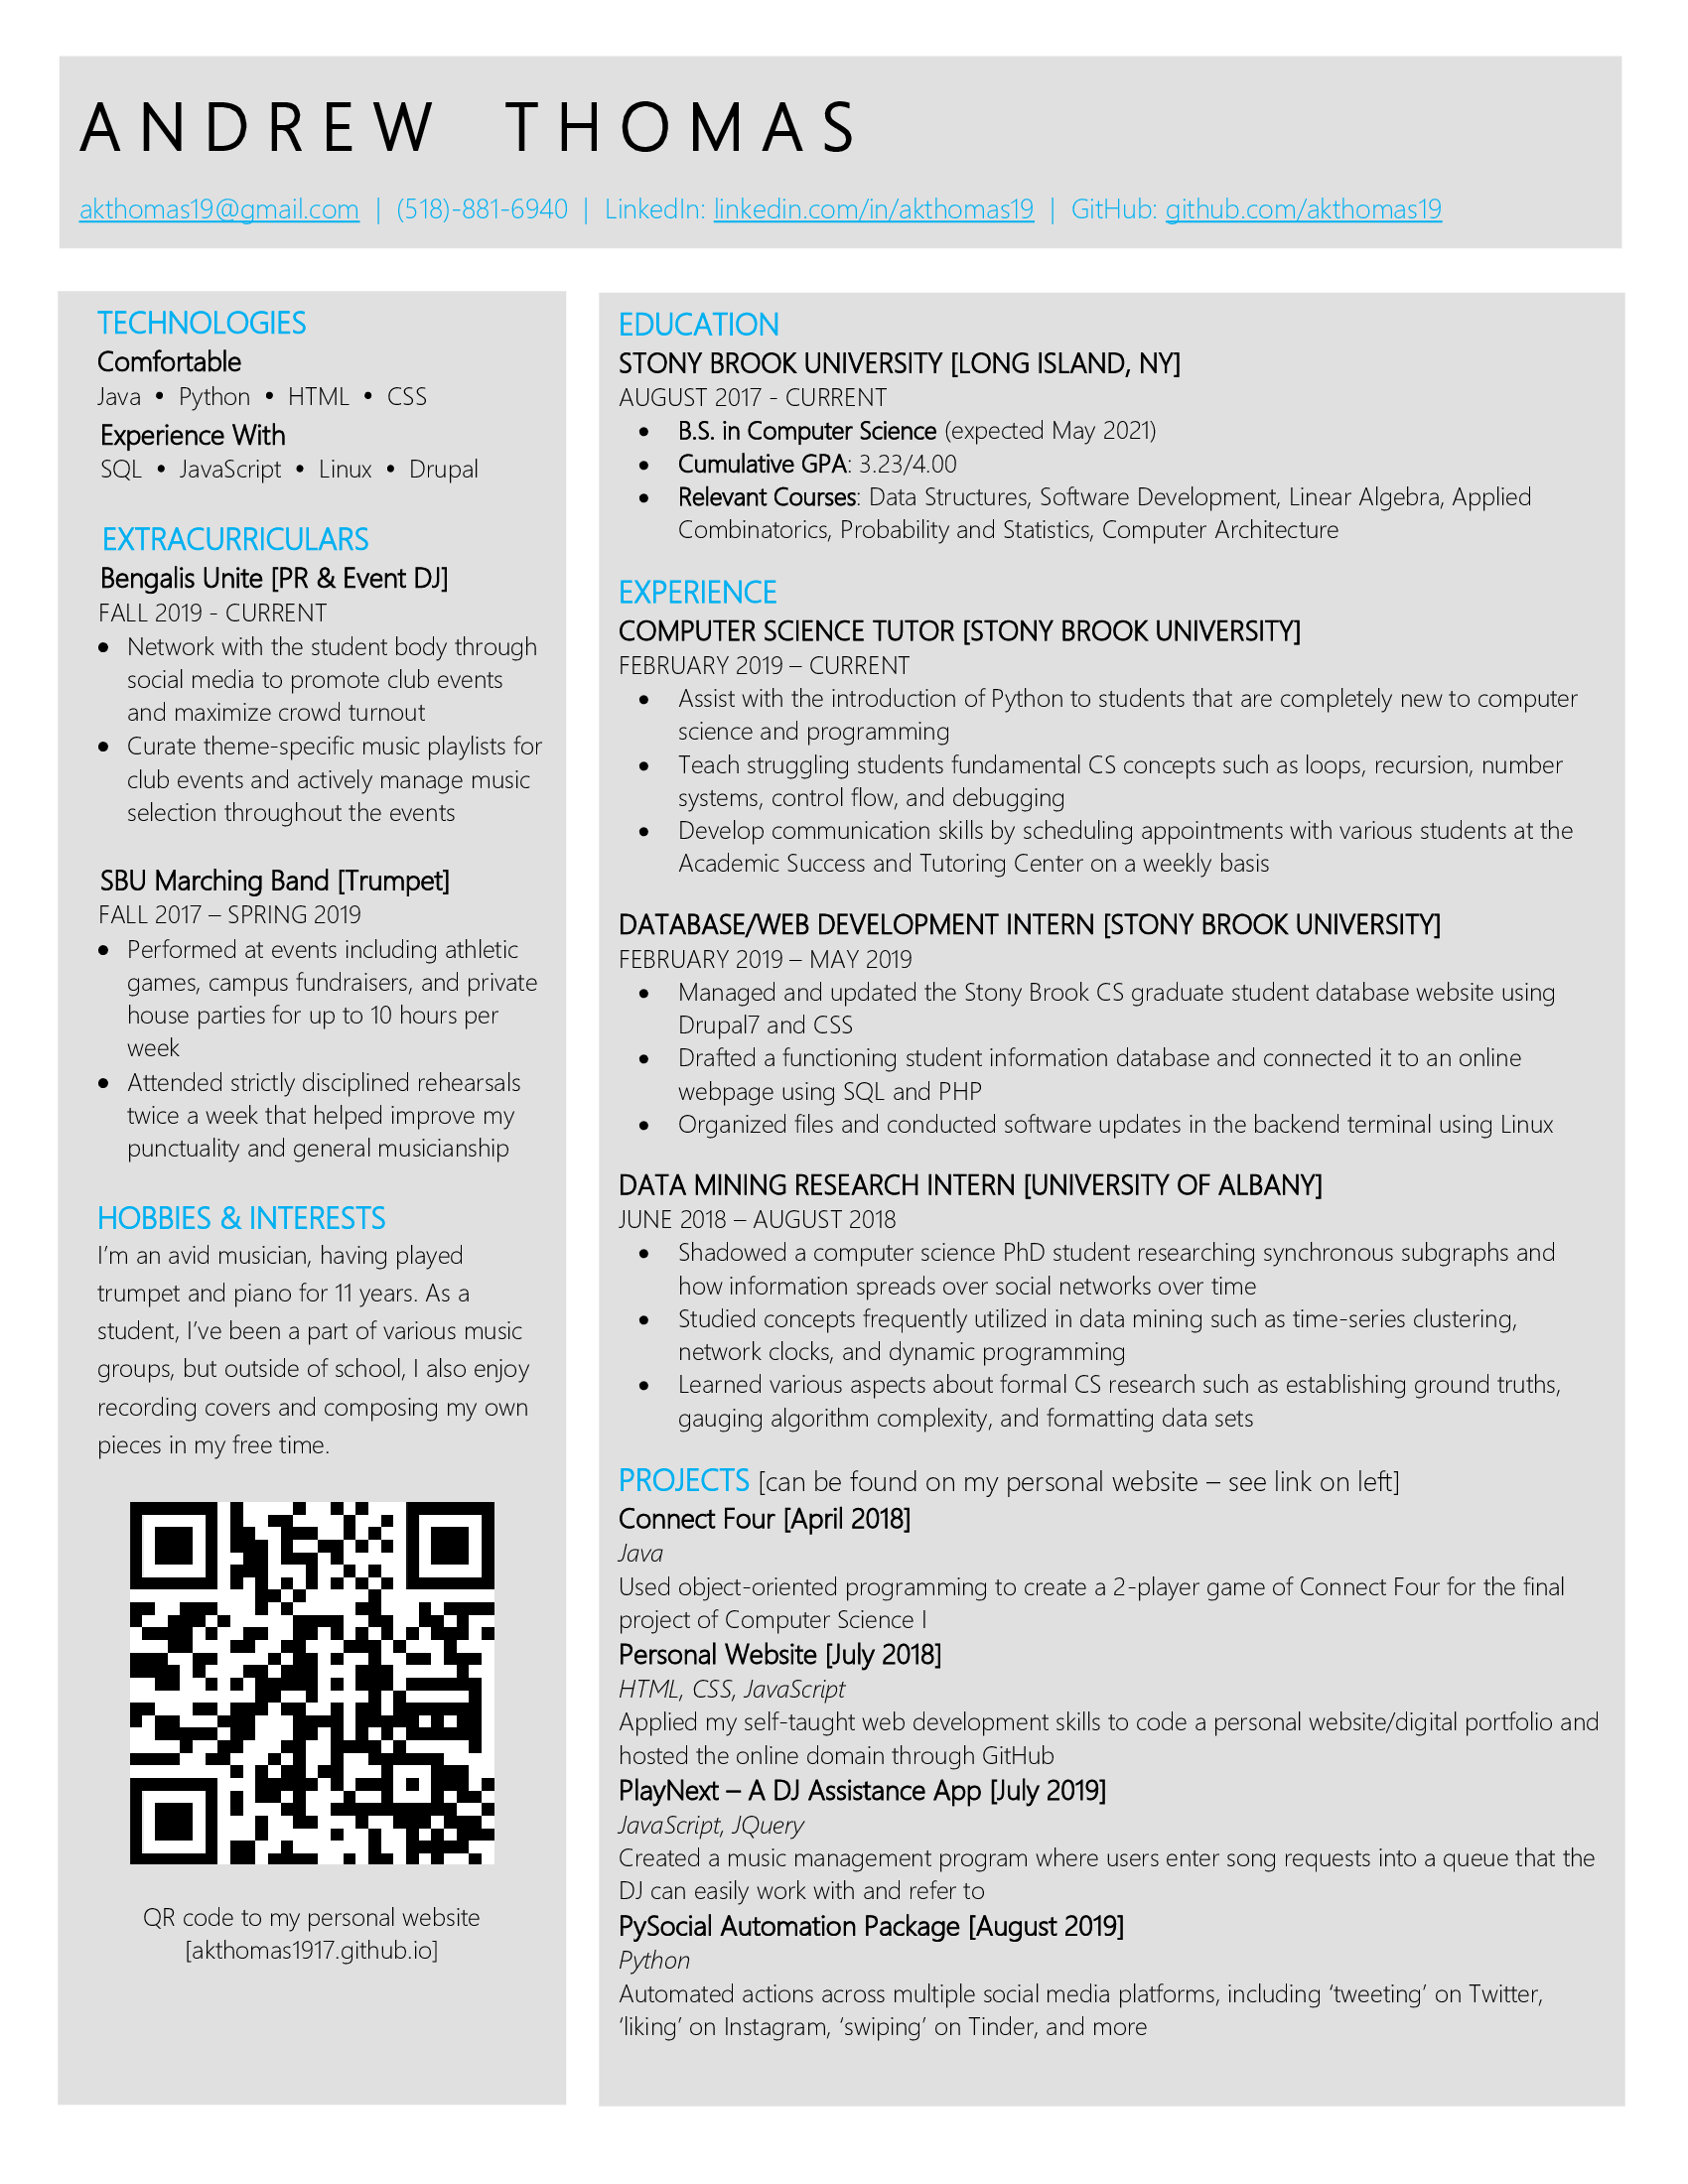 ANDREW THOMAS
akthomas19@gmail.com | (518)-881-6940 | LinkedIn: linkedin.com/in/akthomas19 | GitHub: github.com/akthomas19
TECHNOLOGIES
Comfortable
Java • Python • HTML • CSS
Experience With
SQL • JavaScript • Linux • Drupal
EXTRACURRICULARS
Bengalis Unite [PR & Event DJ]
FALL 2019 - CURRENT
• Network with the student body through
social media to promote club events
and maximize crowd turnout
• Curate theme-specific music playlists for
club events and actively manage music
selection throughout the events
SBU Marching Band [Trumpet]
FALL 2017 – SPRING 2019
• Performed at events including athletic
games, campus fundraisers, and private
house parties for up to 10 hours per
week
• Attended strictly disciplined rehearsals
twice a week that helped improve my
punctuality and general musicianship
HOBBIES & INTERESTS
I’m an avid musician, having played
trumpet and piano for 11 years. As a
student, I’ve been a part of various music
groups, but outside of school, I also enjoy
recording covers and composing my own
pieces in my free time.
QR code to my personal website
[akthomas1917.github.io]
EDUCATION
STONY BROOK UNIVERSITY [LONG ISLAND, NY]
AUGUST 2017 - CURRENT
• B.S. in Computer Science (expected May 2021)
• Cumulative GPA: 3.23/4.00
• Relevant Courses: Data Structures, Software Development, Linear Algebra, Applied
Combinatorics, Probability and Statistics, Computer Architecture
EXPERIENCE
COMPUTER SCIENCE TUTOR [STONY BROOK UNIVERSITY]
FEBRUARY 2019 – CURRENT
• Assist with the introduction of Python to students that are completely new to computer
science and programming
• Teach struggling students fundamental CS concepts such as loops, recursion, number
systems, control flow, and debugging
• Develop communication skills by scheduling appointments with various students at the
Academic Success and Tutoring Center on a weekly basis
DATABASE/WEB DEVELOPMENT INTERN [STONY BROOK UNIVERSITY]
FEBRUARY 2019 – MAY 2019
• Managed and updated the Stony Brook CS graduate student database website using
Drupal7 and CSS
• Drafted a functioning student information database and connected it to an online
webpage using SQL and PHP
• Organized files and conducted software updates in the backend terminal using Linux
DATA MINING RESEARCH INTERN [UNIVERSITY OF ALBANY]
JUNE 2018 – AUGUST 2018
• Shadowed a computer science PhD student researching synchronous subgraphs and
how information spreads over social networks over time
• Studied concepts frequently utilized in data mining such as time-series clustering,
network clocks, and dynamic programming
• Learned various aspects about formal CS research such as establishing ground truths,
gauging algorithm complexity, and formatting data sets
PROJECTS [can be found on my personal website – see link on left]
Connect Four [April 2018]
Java
Used object-oriented programming to create a 2-player game of Connect Four for the final
project of Computer Science I
Personal Website [July 2018]
HTML, CSS, JavaScript
Applied my self-taught web development skills to code a personal website/digital portfolio and
hosted the online domain through GitHub
PlayNext – A DJ Assistance App [July 2019]
JavaScript, JQuery
Created a music management program where users enter song requests into a queue that the
DJ can easily work with and refer to
PySocial Automation Package [August 2019]
Python
Automated actions across multiple social media platforms, including ‘tweeting’ on Twitter,
‘liking’ on Instagram, ‘swiping’ on Tinder, and more